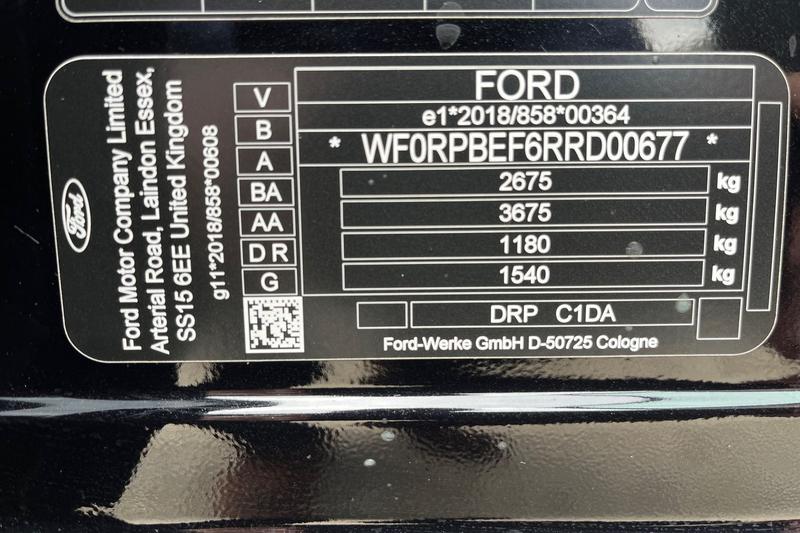 Ford
Ford Motor Company Limited
Arterial Road, Laindon Essex,
SS15 6EE United Kingdom
g11*2018/858*00608
V
B
A
BA
AA
D R
G
FORD
e1*2018/858*00364
* WF0RPBEF6RRD00677 *
2675 kg
3675 kg
1180 kg
1540 kg
DRP C1DA
Ford-Werke GmbH D-50725 Cologne